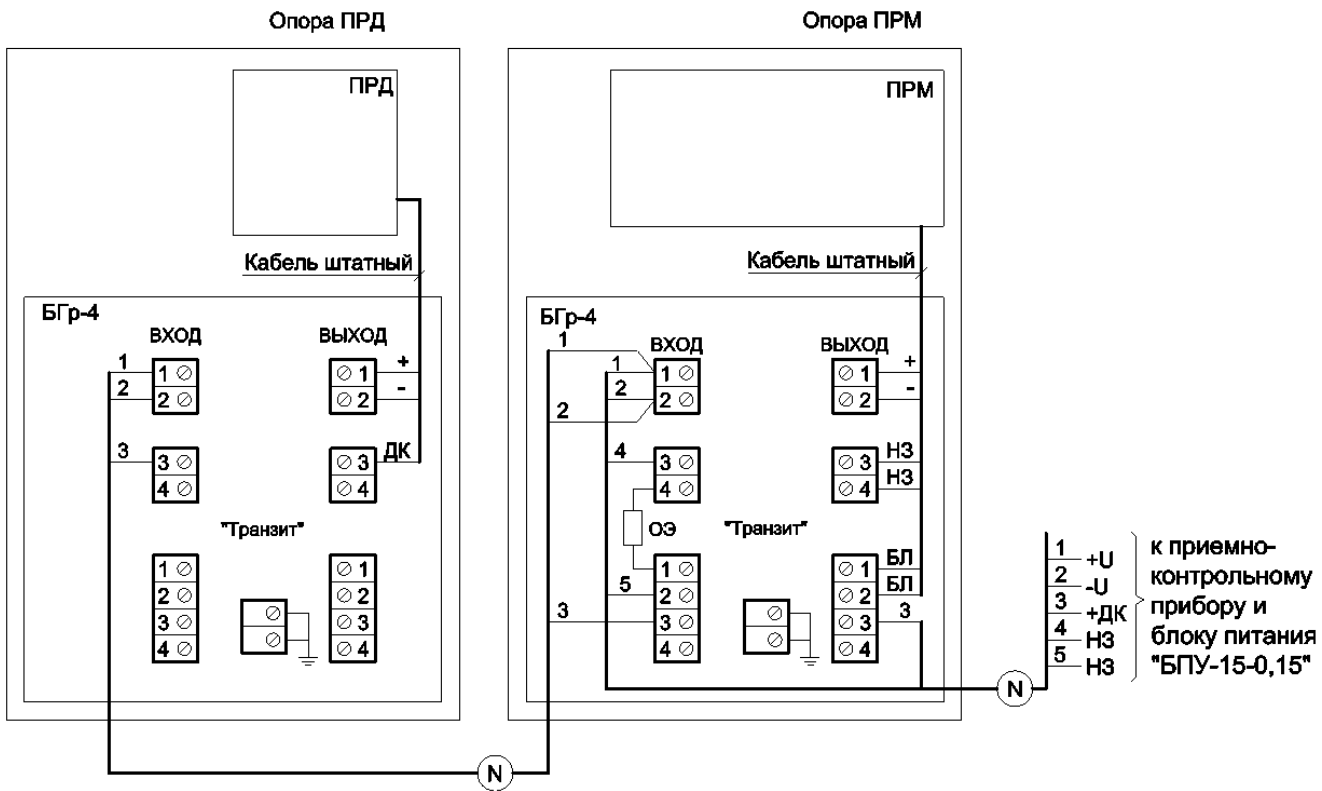 Опора ПРД
Опора ПРМ
ПРД
Кабель штатный
БГр-4
ВХОД
ВЫХОД
1
1
1
+
2
2
2
-
3
3
3
ДК
4
4
"Транзит"
1
1
2
2
3
3
4
4
ПРМ
Кабель штатный
БГр-4
1
ВХОД
ВЫХОД
1
1
1
+
2
2
2
-
2
4
3
3
НЗ
4
4
НЗ
ОЭ
"Транзит"
1
1
БЛ
5
2
2
БЛ
3
3
3
3
4
4
N
N
1
+U
2
-U
3
+ДК
4
НЗ
5
НЗ
к приемно-
контрольному
прибору и
блоку питания
"БПУ-15-0,15"